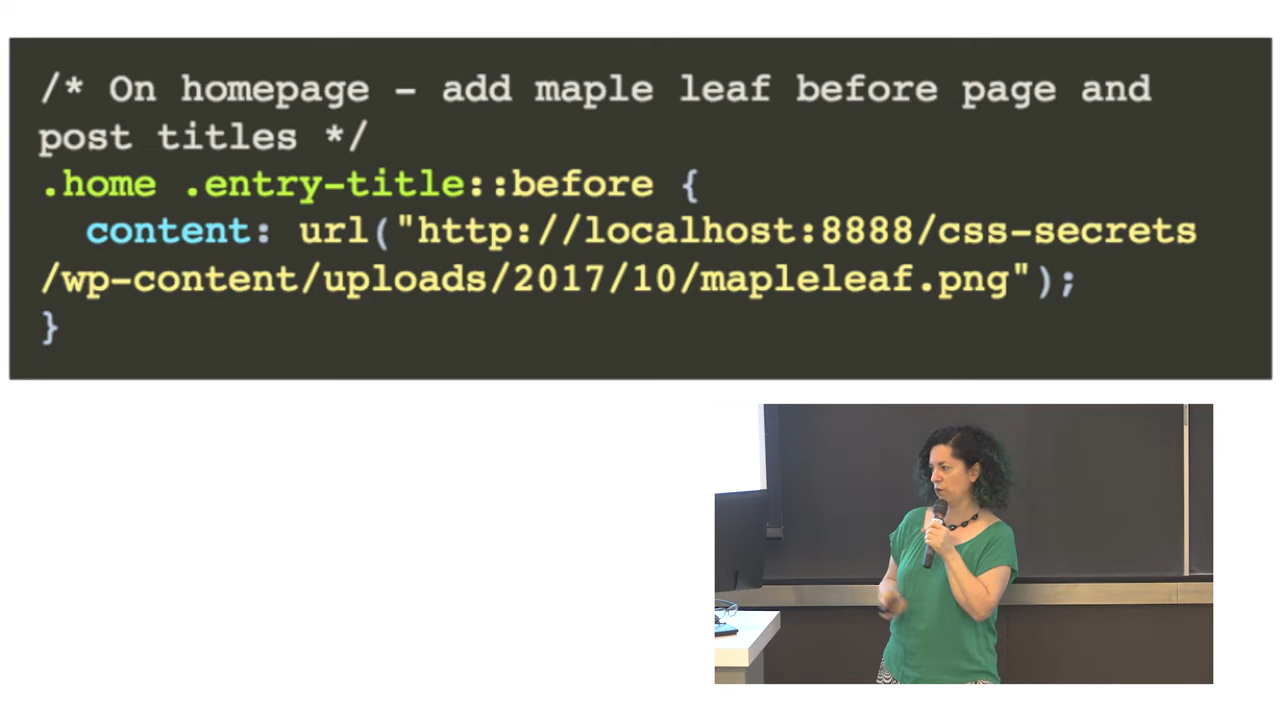 /* On homepage - add maple leaf before page and
post titles */
.home .entry-title::before {
  content: url("http://localhost:8888/css-secrets
/wp-content/uploads/2017/10/mapleleaf.png");
}